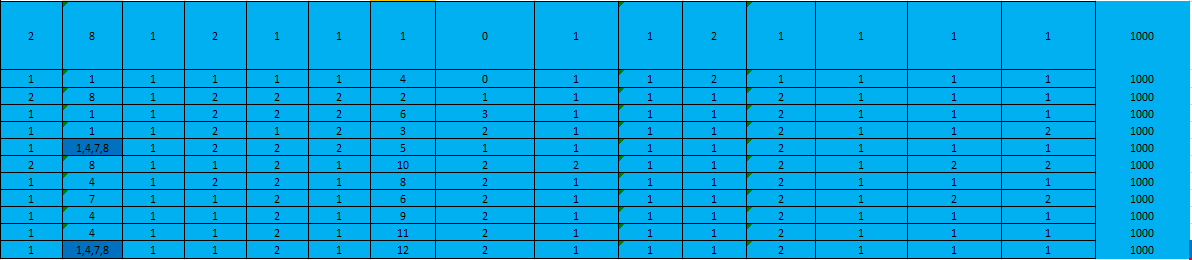 2 8 1 2 1 1 1 0 1 1 2 1 1 1 1 1000
1 1 1 1 1 1 4 0 1 1 2 1 1 1 1 1000
2 8 1 2 2 2 2 1 1 1 1 2 1 1 1 1000
1 1 1 2 2 2 6 3 1 1 1 2 1 1 1 1000
1 1 1 2 1 2 3 2 1 1 1 2 1 1 2 1000
1 1,4,7,8 1 2 2 2 5 1 1 1 1 2 1 1 1 1000
2 8 1 1 2 1 10 2 2 1 1 2 1 2 2 1000
1 4 1 2 2 1 8 2 1 1 1 2 1 1 1 1000
1 7 1 1 2 1 6 2 1 1 1 2 1 2 2 1000
1 4 1 1 2 1 9 2 1 1 1 2 1 1 1 1000
1 4 1 1 2 1 11 2 1 1 1 2 1 1 1 1000
1 1,4,7,8 1 1 2 1 12 2 1 1 1 2 1 1 1 1000